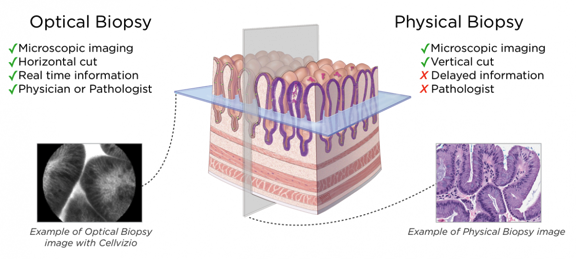 Optical Biopsy
✓Microscopic imaging
✓Horizontal cut
✓Real time information
✓Physician or Pathologist
Example of Optical Biopsy
image with Cellvizio
Physical Biopsy
✓Microscopic imaging
✓Vertical cut
✗Delayed information
✗Pathologist
Example of Physical Biopsy image